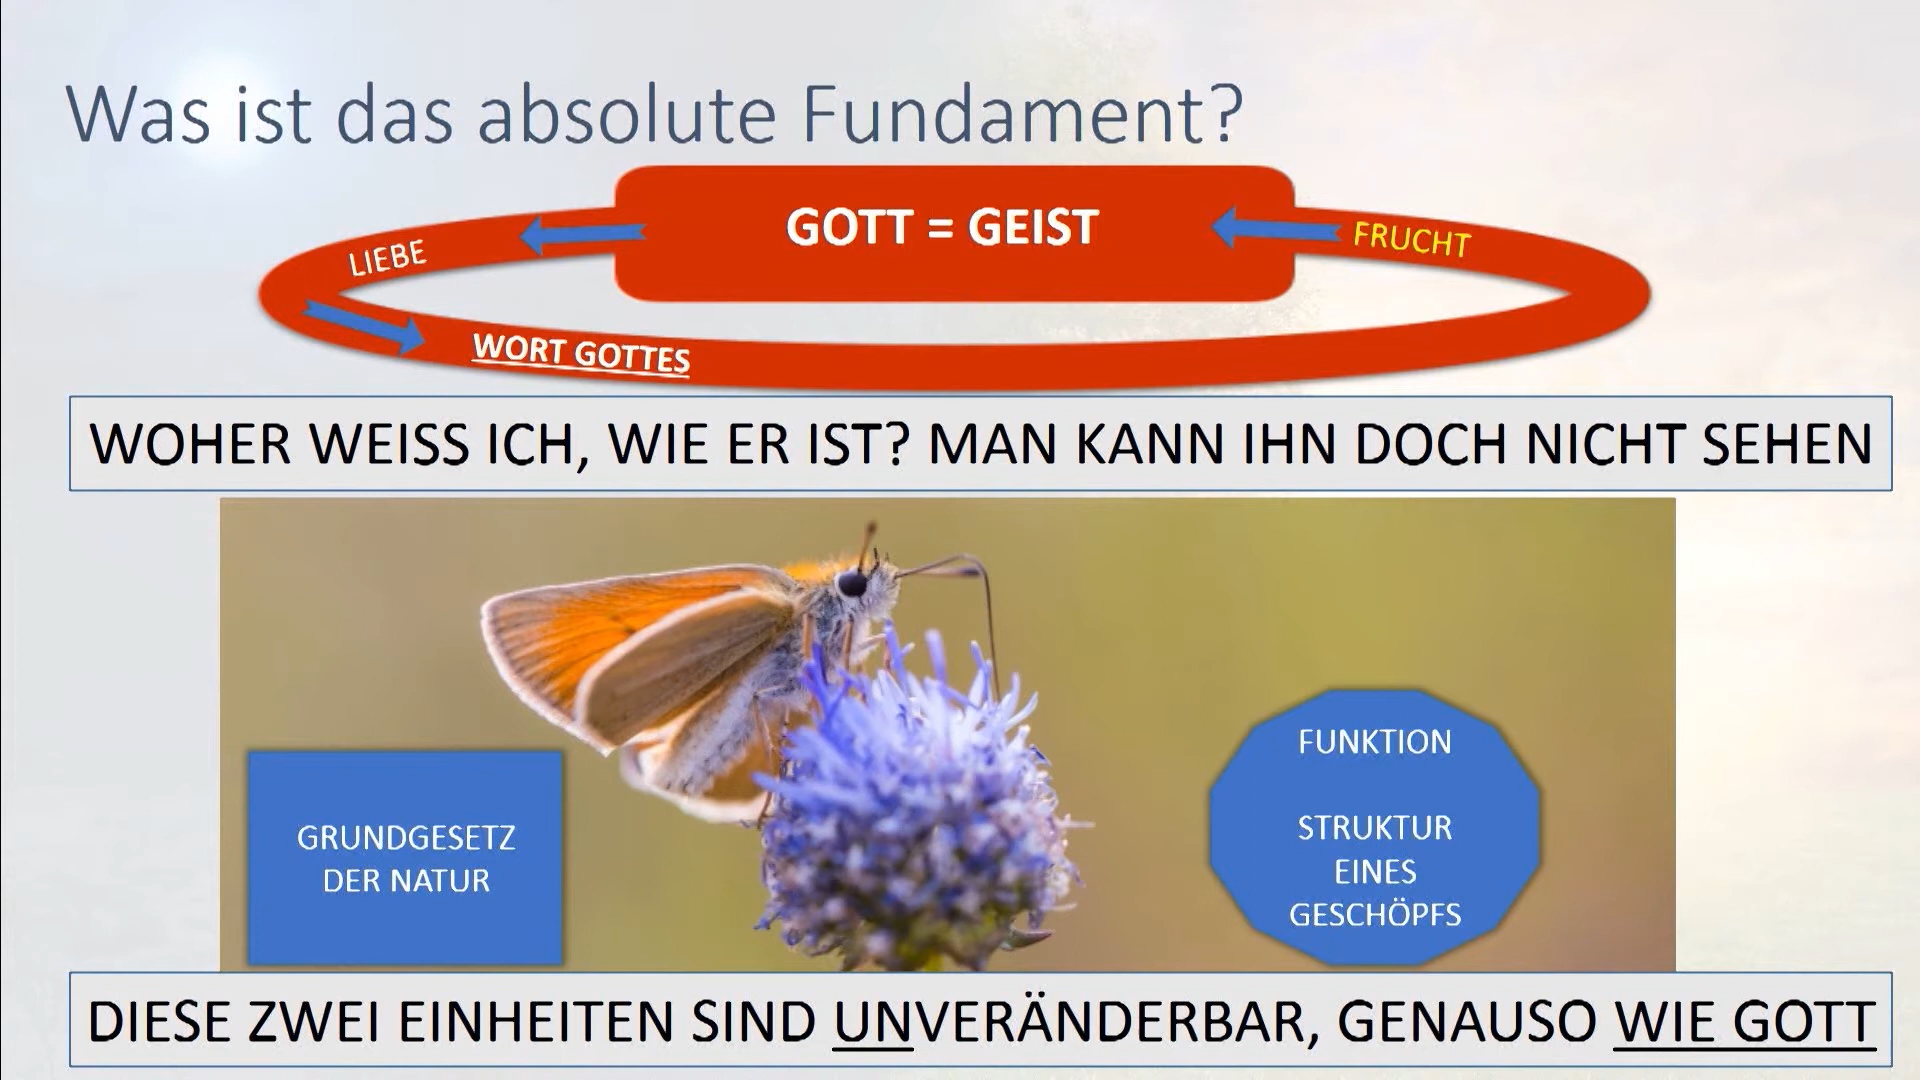 Was ist das absolute Fundament?
GOTT = GEIST
LIEBE
FRUCHT
WORT GOTTES
WOHER WEISS ICH, WIE ER IST? MAN KANN IHN DOCH NICHT SEHEN
GRUNDGESETZ
DER NATUR
FUNKTION
STRUKTUR
EINES
GESCHÖPFS
DIESE ZWEI EINHEITEN SIND UNVERÄNDERBAR, GENAUSO WIE GOTT